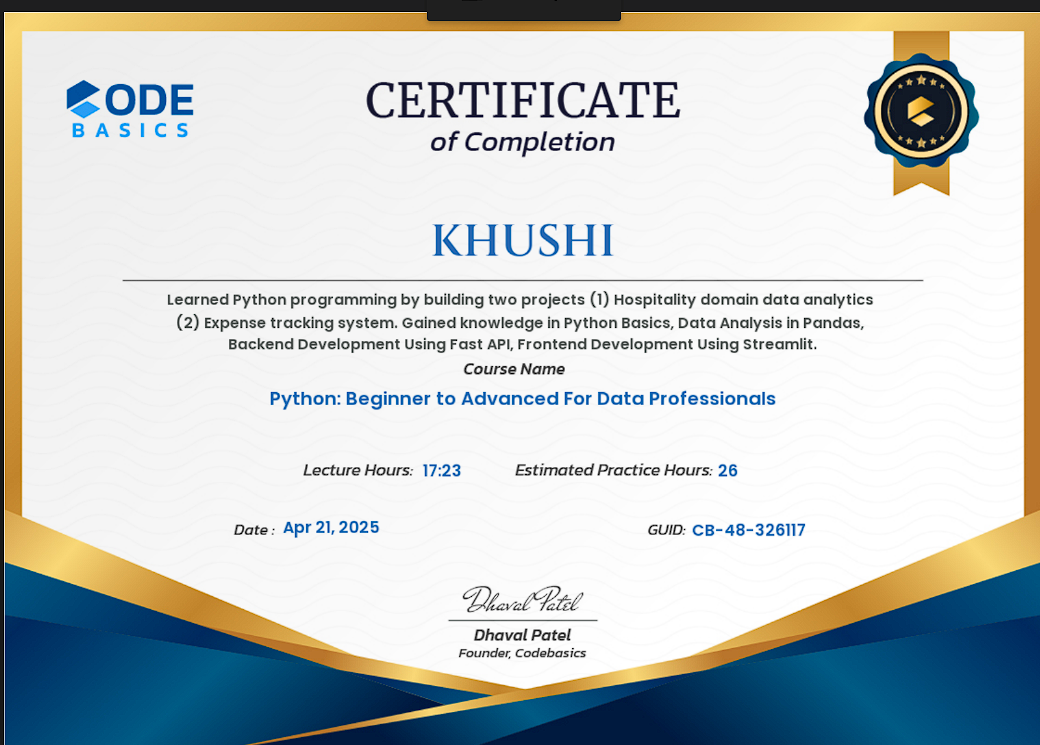 CODE
BASICS
CERTIFICATE
of Completion
KHUSHI
Learned Python programming by building two projects (1) Hospitality domain data analytics
(2) Expense tracking system. Gained knowledge in Python Basics, Data Analysis in Pandas,
Backend Development Using Fast API, Frontend Development Using Streamlit.
Course Name
Python: Beginner to Advanced For Data Professionals
Lecture Hours: 17:23 Estimated Practice Hours: 26
Date : Apr 21, 2025 GUID: CB-48-326117
Dhaval Patel
Dhaval Patel
Founder, Codebasics